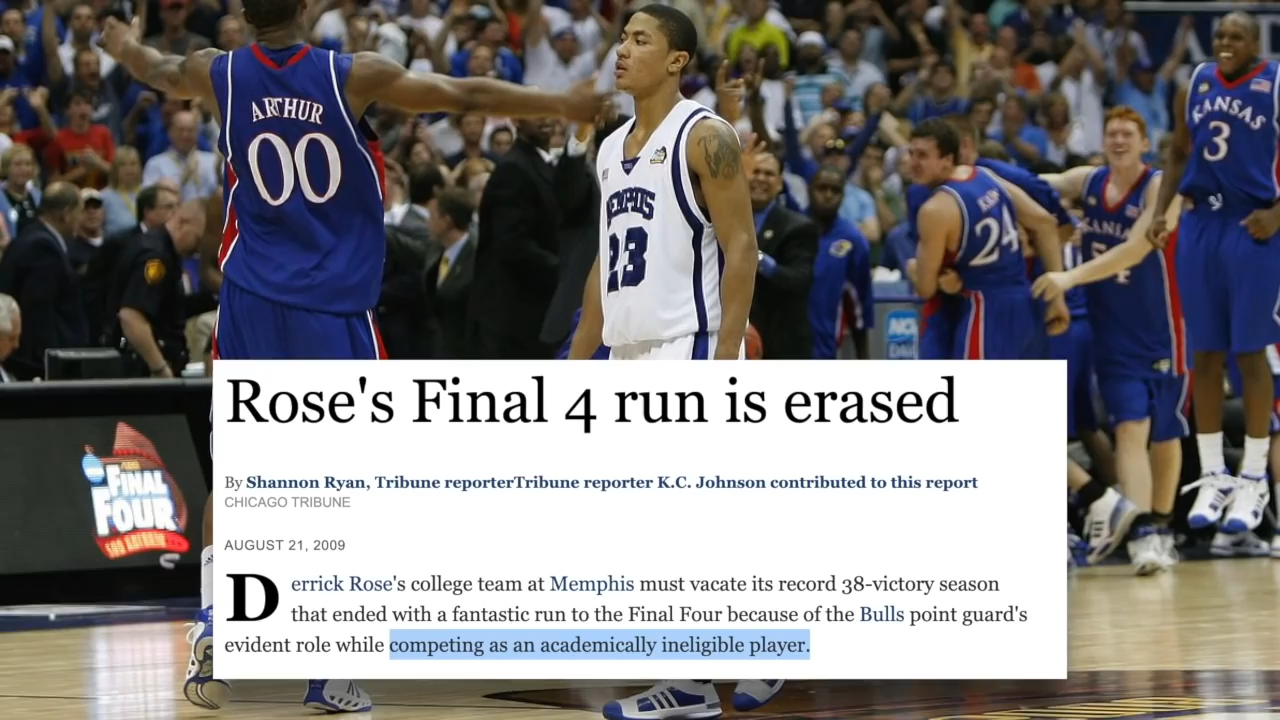 ARTHUR
00
MEMPHIS
23
24
KANSAS
3
FINAL
FOUR
SAN ANTONIO
Rose's Final 4 run is erased
By Shannon Ryan, Tribune reporterTribune reporter K.C. Johnson contributed to this report
CHICAGO TRIBUNE
AUGUST 21, 2009
Derrick Rose's college team at Memphis must vacate its record 38-victory season
that ended with a fantastic run to the Final Four because of the Bulls point guard's
evident role while competing as an academically ineligible player.